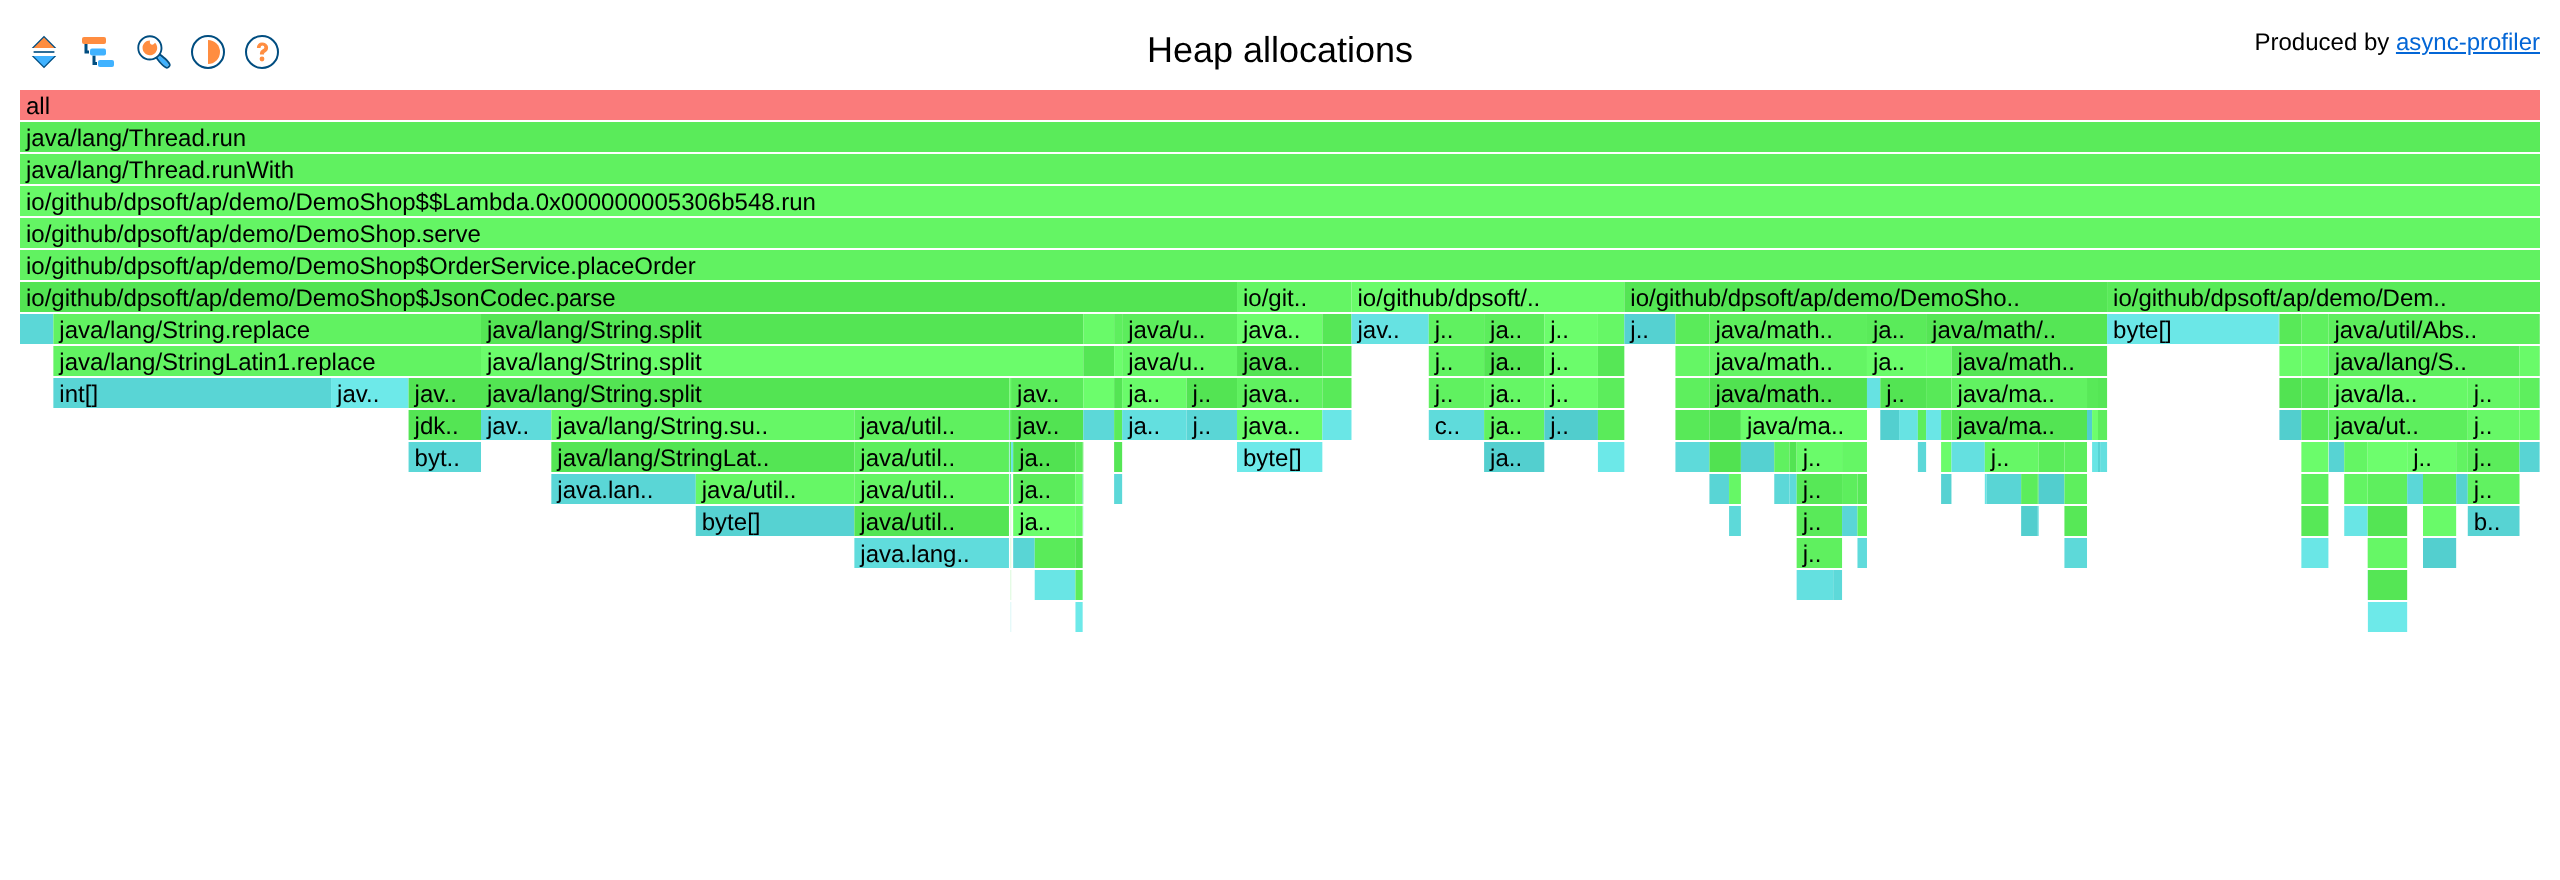 Heap allocations
Produced by async-profiler
all
java/lang/Thread.run
java/lang/Thread.runWith
io/github/dpsoft/ap/demo/DemoShop$$Lambda.0x000000005306b548.run
io/github/dpsoft/ap/demo/DemoShop.serve
io/github/dpsoft/ap/demo/DemoShop$OrderService.placeOrder
io/github/dpsoft/ap/demo/DemoShop$JsonCodec.parse io/git.. io/github/dpsoft/.. io/github/dpsoft/ap/demo/DemoSho.. io/github/dpsoft/ap/demo/Dem..
java/lang/String.replace java/lang/String.split java/u.. java.. jav.. j.. ja.. j.. j.. java/math.. ja.. java/math/.. byte[] java/util/Abs..
java/lang/StringLatin1.replace java/lang/String.split java/u.. java.. j.. ja.. j.. java/math.. ja.. java/math.. java/lang/S..
int[] jav.. jav.. java/lang/String.split jav.. ja.. j.. java.. j.. ja.. j.. java/math.. j.. java/ma.. java/la.. j..
jdk.. jav.. java/lang/String.su.. java/util.. jav.. ja.. j.. java.. c.. ja.. j.. java/ma.. java/ma.. java/ut.. j..
byt.. java/lang/StringLat.. java/util.. ja.. byte[] ja.. j.. j.. j.. j..
java.lan.. java/util.. java/util.. ja.. j.. j..
byte[] java/util.. ja.. j.. b..
java.lang.. j..